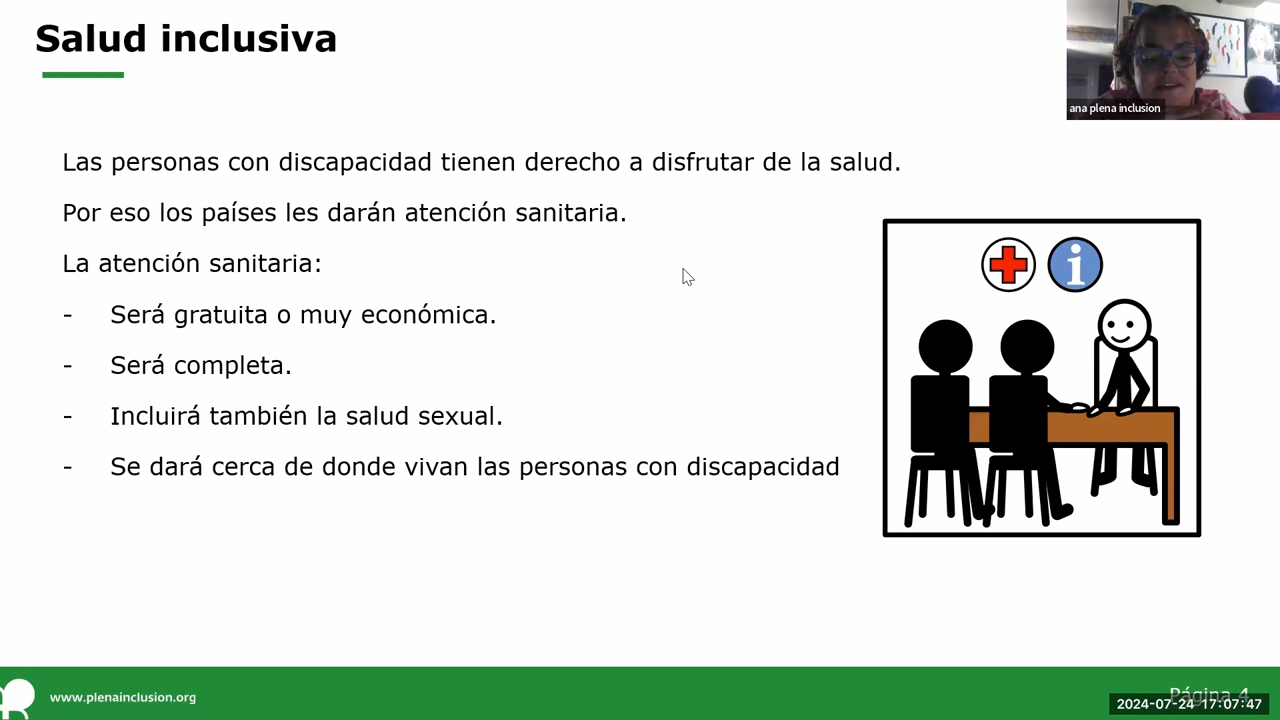 Salud inclusiva
ana plena inclusion
Las personas con discapacidad tienen derecho a disfrutar de la salud.
Por eso los países les darán atención sanitaria.
La atención sanitaria:
- Será gratuita o muy económica.
- Será completa.
- Incluirá también la salud sexual.
- Se dará cerca de donde vivan las personas con discapacidad
i
www.plenainclusion.org
Página 4
2024-07-24 17:07:47